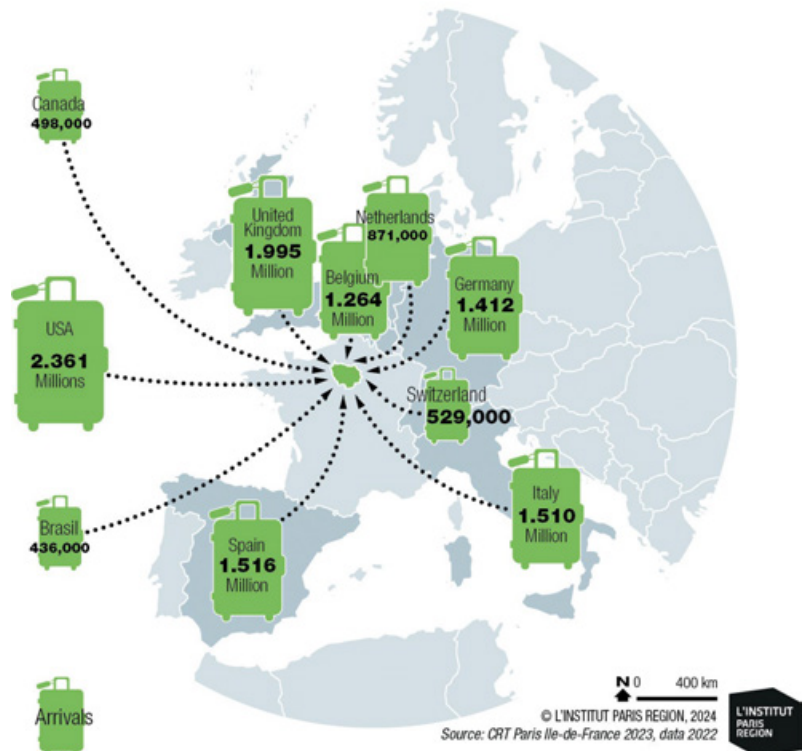 Canada
498,000
United
Kingdom
1.995
Million
Netherlands
871,000
Belgium
1.264
Million
Germany
1.412
Million
USA
2.361
Millions
Switzerland
529,000
Brasil
436,000
Spain
1.516
Million
Italy
1.510
Million
Arrivals
N 0 400 km
© L'INSTITUT PARIS REGION, 2024
Source: CRT Paris Ile-de-France 2023, data 2022
L'INSTITUT
PARIS
REGION